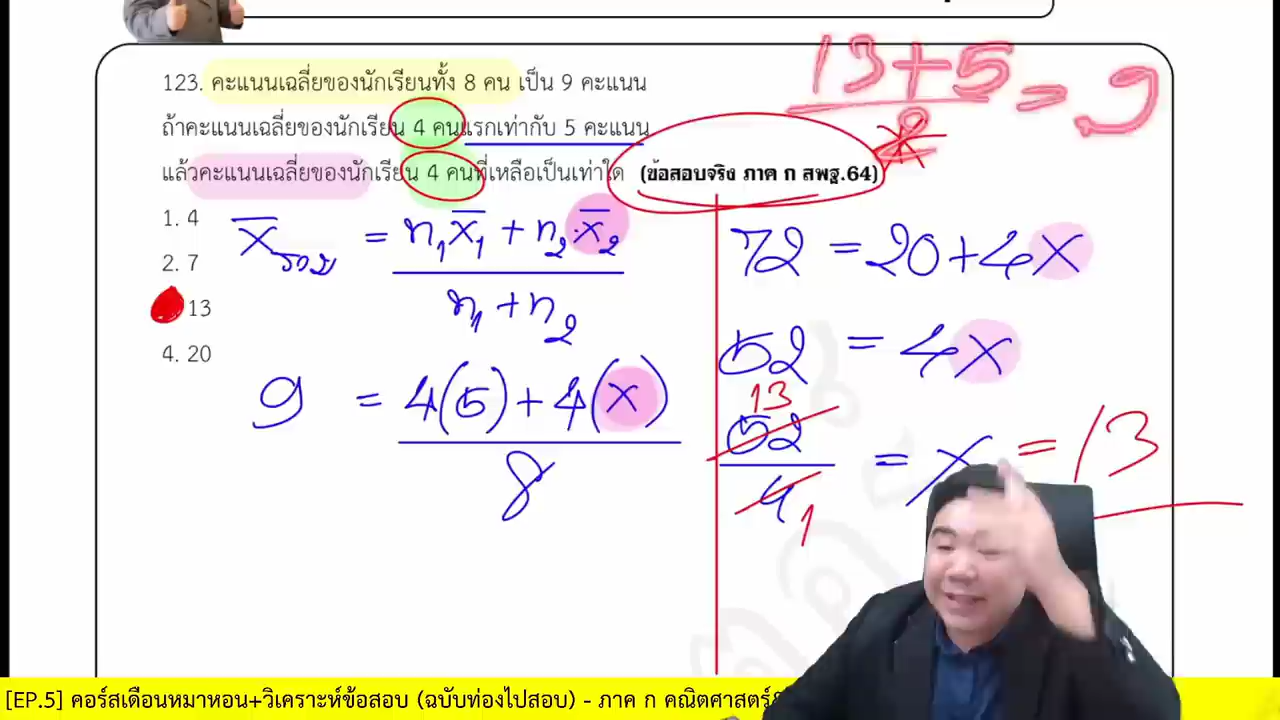 123. คะแนนเฉลี่ยของนักเรียนทั้ง 8 คน เป็น 9 คะแนน
ถ้าคะแนนเฉลี่ยของนักเรียน 4 คนแรกเท่ากับ 5 คะแนน
แล้วคะแนนเฉลี่ยของนักเรียน 4 คนที่เหลือเป็นเท่าใด (ข้อสอบจริง ภาค ก สพฐ.64)
1. 4
2. 7
13
4. 20
x̄รวม = n₁x̄₁ + n₂.x̄₂
n₁ + n₂
9 = 4(5) + 4(x)
8
13+5 = 9
72 = 20+4x
52 = 4x
13
52 = x = 13
4 1
[EP.5] คอร์สเดือนหมาหอน+วิเคราะห์ข้อสอบ (ฉบับท่องไปสอบ) - ภาค ก คณิตศาสตร์